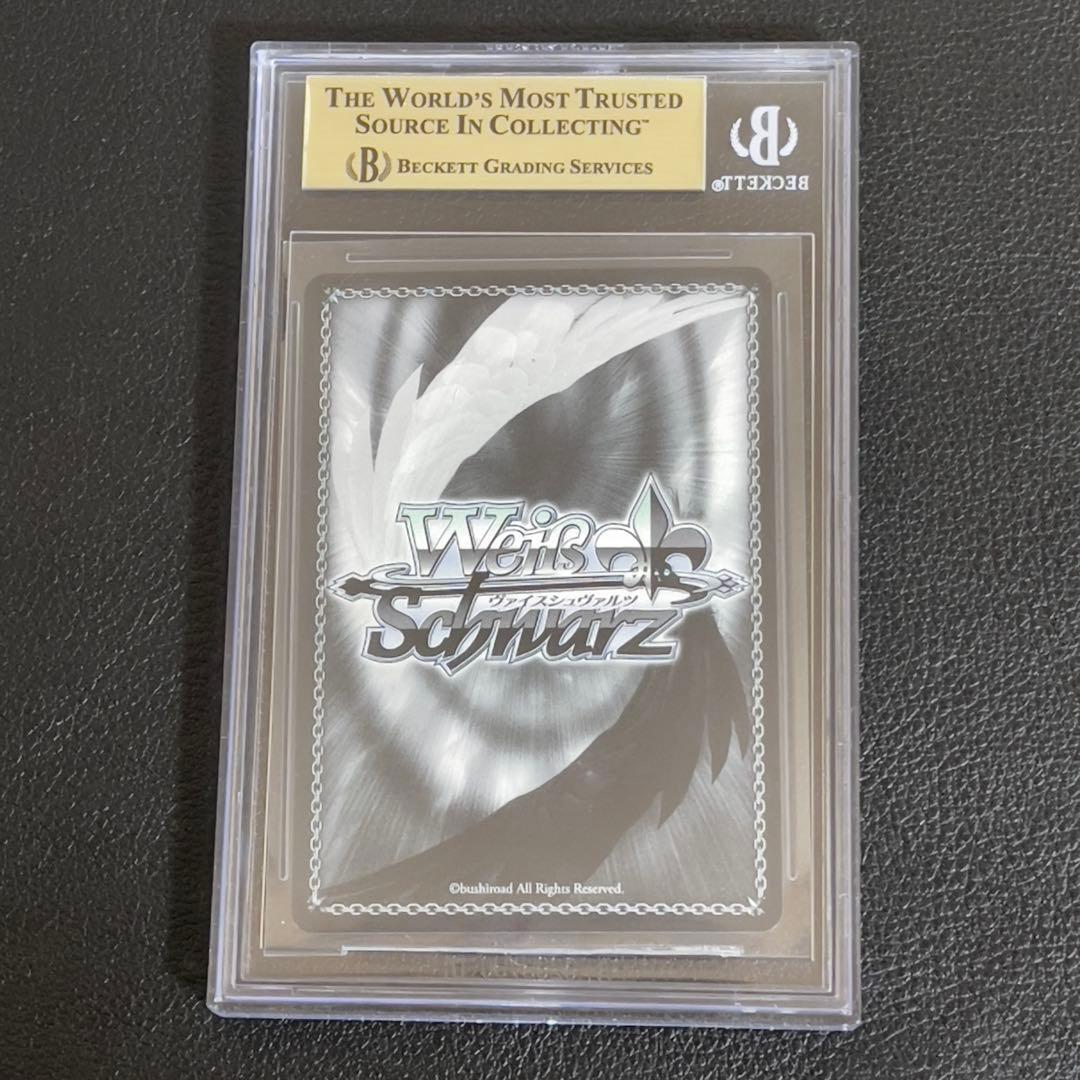 THE WORLD'S MOST TRUSTED
SOURCE IN COLLECTING™
B BECKETT GRADING SERVICES
B
BECKETT®
Weiß
ヴァイスシュヴァルツ
Schwarz
©bushiroad All Rights Reserved.